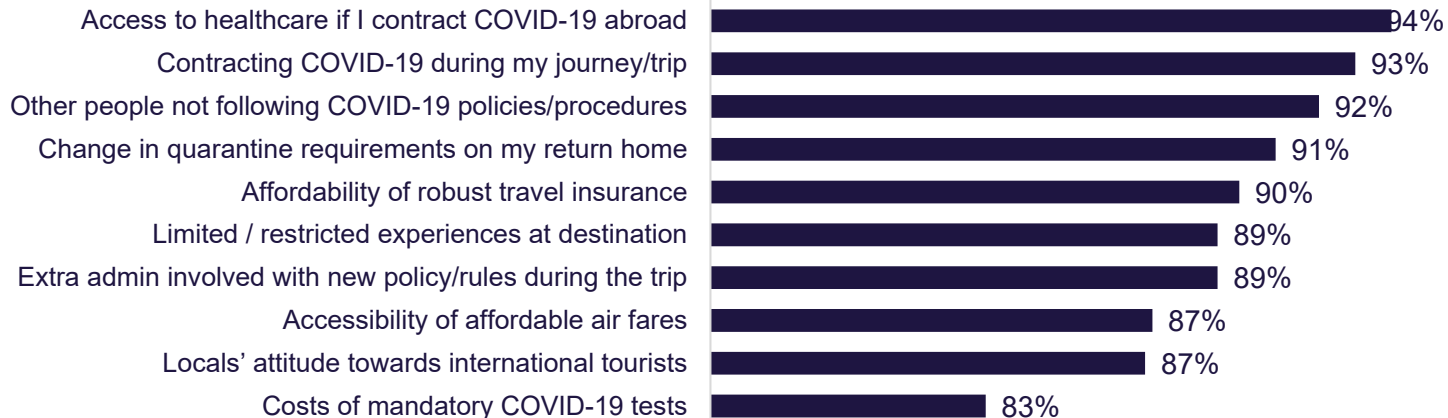 Access to healthcare if I contract COVID-19 abroad 94%
Contracting COVID-19 during my journey/trip 93%
Other people not following COVID-19 policies/procedures 92%
Change in quarantine requirements on my return home 91%
Affordability of robust travel insurance 90%
Limited / restricted experiences at destination 89%
Extra admin involved with new policy/rules during the trip 89%
Accessibility of affordable air fares 87%
Locals’ attitude towards international tourists 87%
Costs of mandatory COVID-19 tests 83%